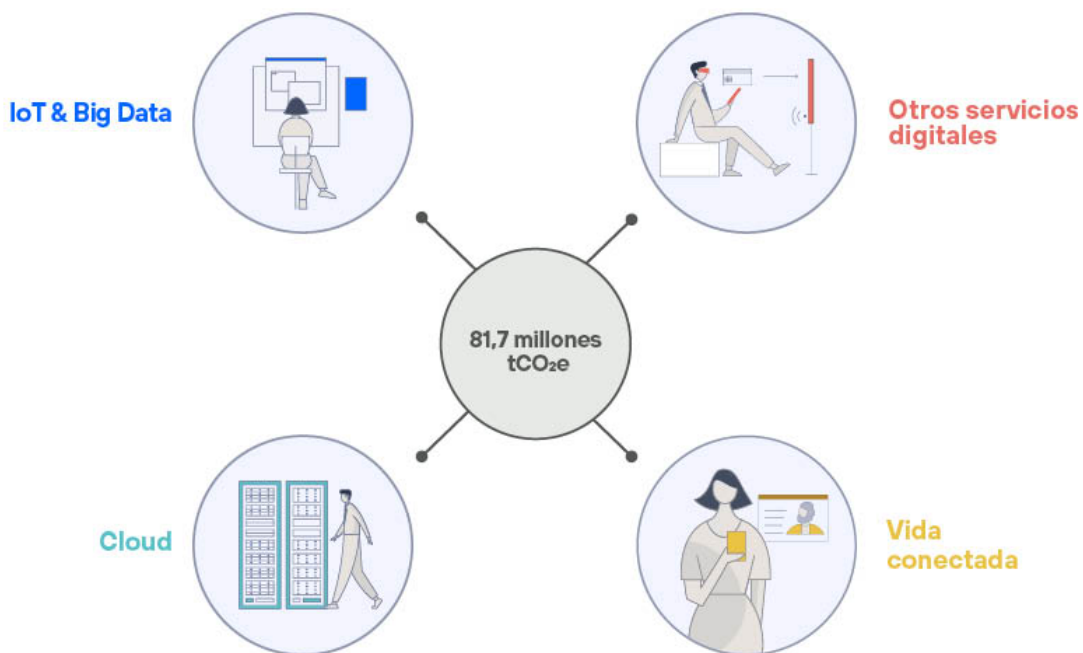 IoT & Big Data
Otros servicios
digitales
81,7 millones
tCO₂e
Cloud
Vida
conectada